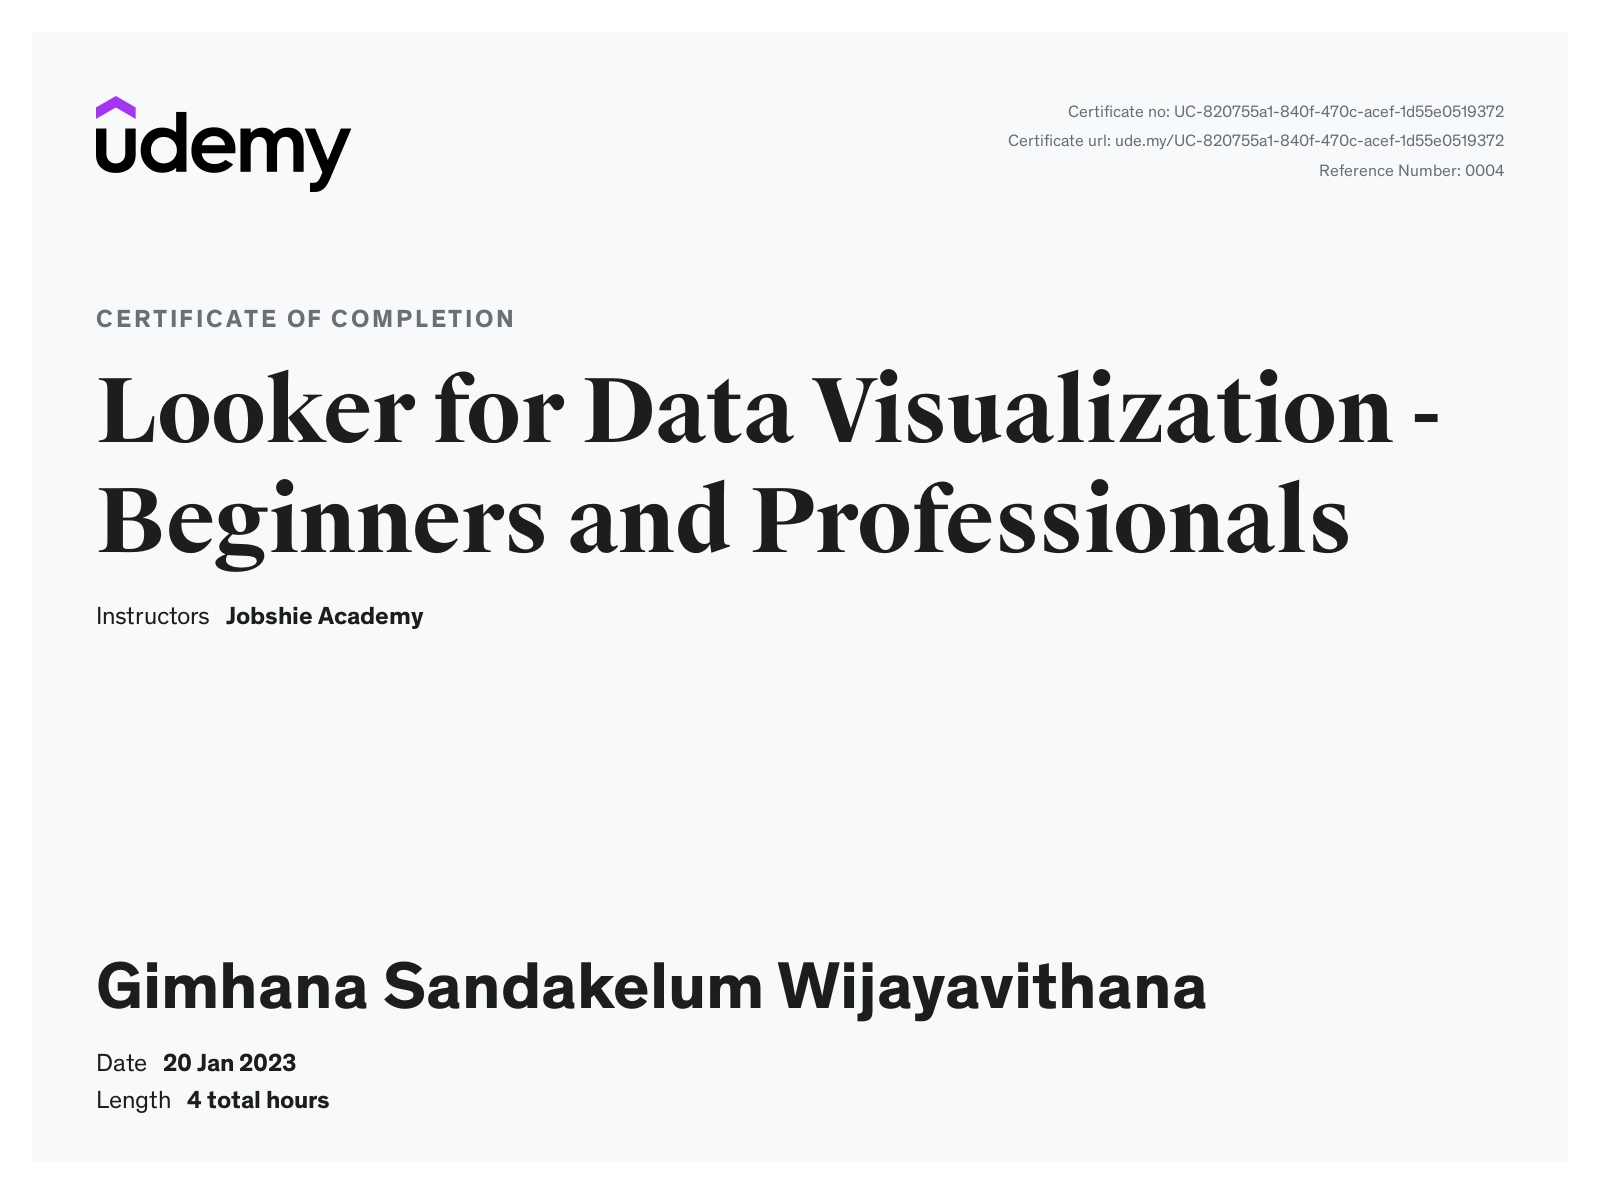 udemy
Certificate no: UC-820755a1-840f-470c-acef-1d55e0519372
Certificate url: ude.my/UC-820755a1-840f-470c-acef-1d55e0519372
Reference Number: 0004
CERTIFICATE OF COMPLETION
Looker for Data Visualization -
Beginners and Professionals
Instructors Jobshie Academy
Gimhana Sandakelum Wijayavithana
Date 20 Jan 2023
Length 4 total hours